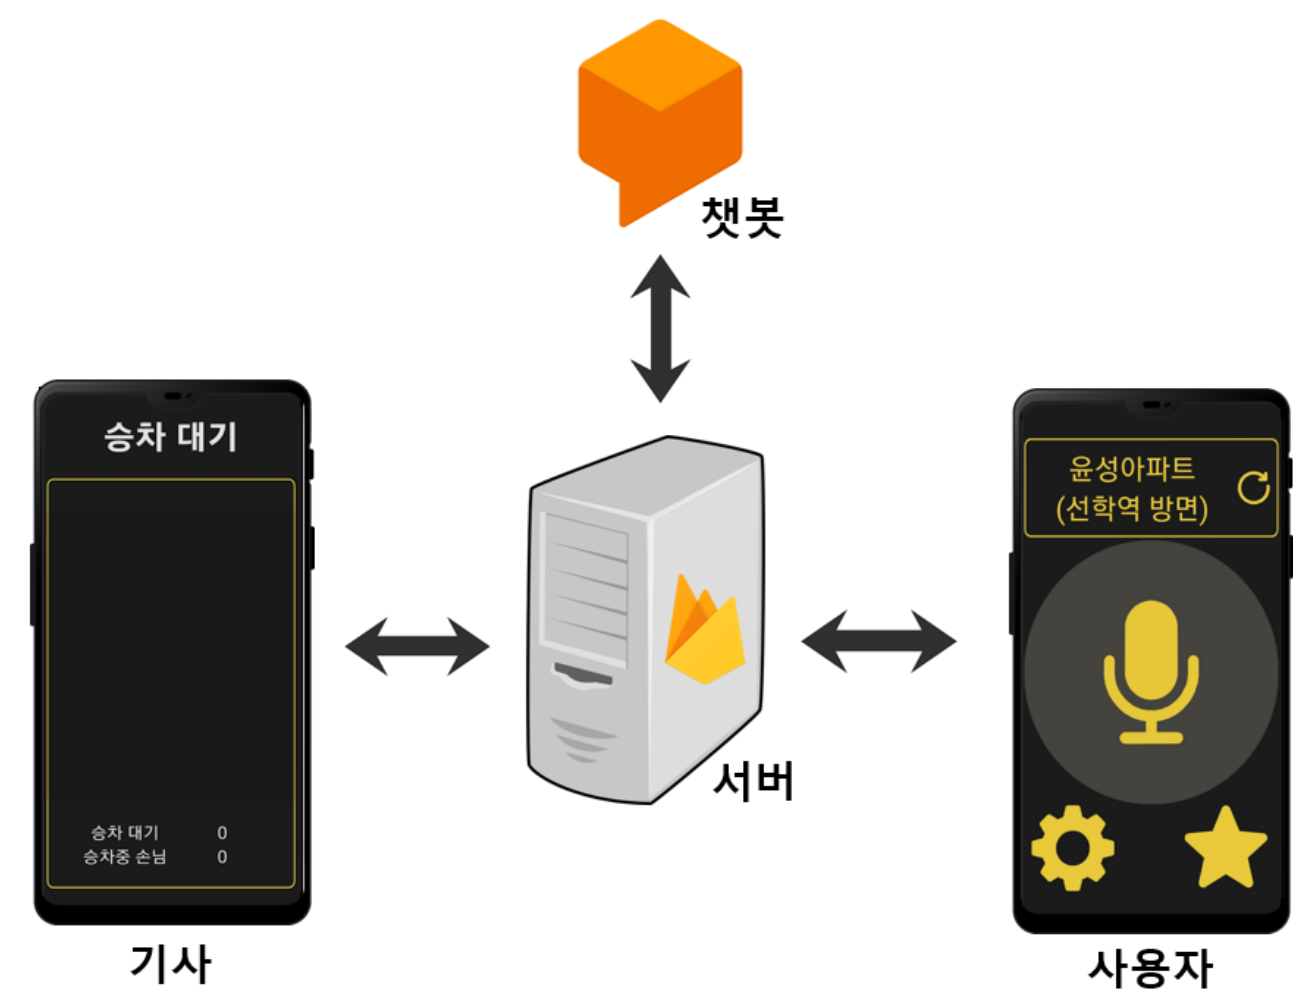 챗봇
승차 대기
승차 대기 0
승차중 손님 0
기사
서버
윤성아파트
(선학역 방면)
사용자